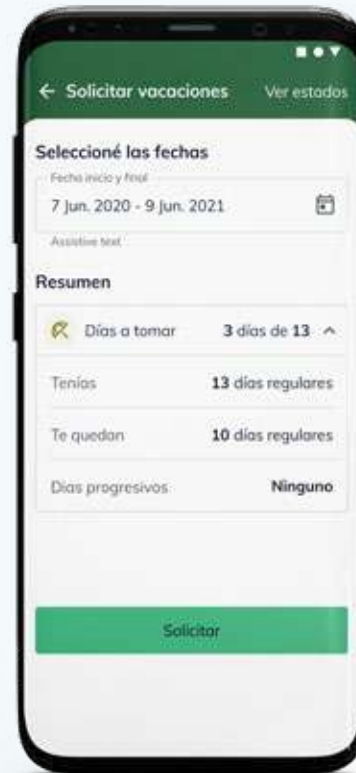 Solicitar vacaciones Ver estados
Seleccioné las fechas
Fecha inicio y final
7 Jun. 2020 - 9 Jun. 2021
Assistive text
Resumen
Días a tomar 3 días de 13
Tenías 13 días regulares
Te quedan 10 días regulares
Dias progresivos Ninguno
Solicitar